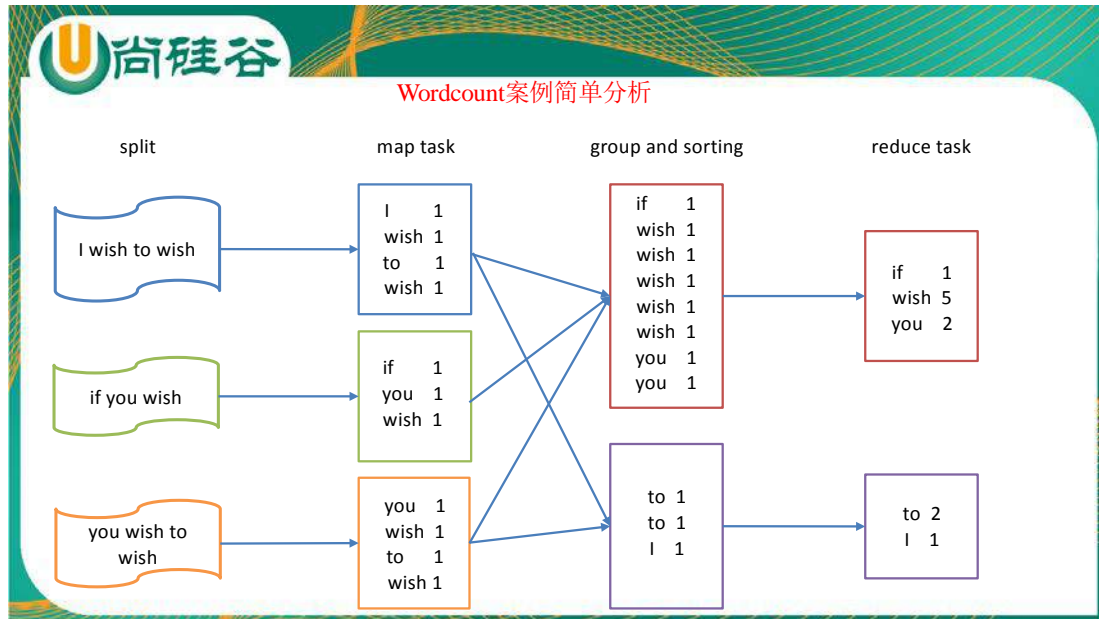 尚硅谷
Wordcount案例简单分析
split
map task
group and sorting
reduce task
I wish to wish
I 1
wish 1
to 1
wish 1
if 1
wish 1
wish 1
wish 1
wish 1
wish 1
you 1
you 1
if 1
wish 5
you 2
if you wish
if 1
you 1
wish 1
you wish to
wish
you 1
wish 1
to 1
wish 1
to 1
to 1
I 1
to 2
I 1